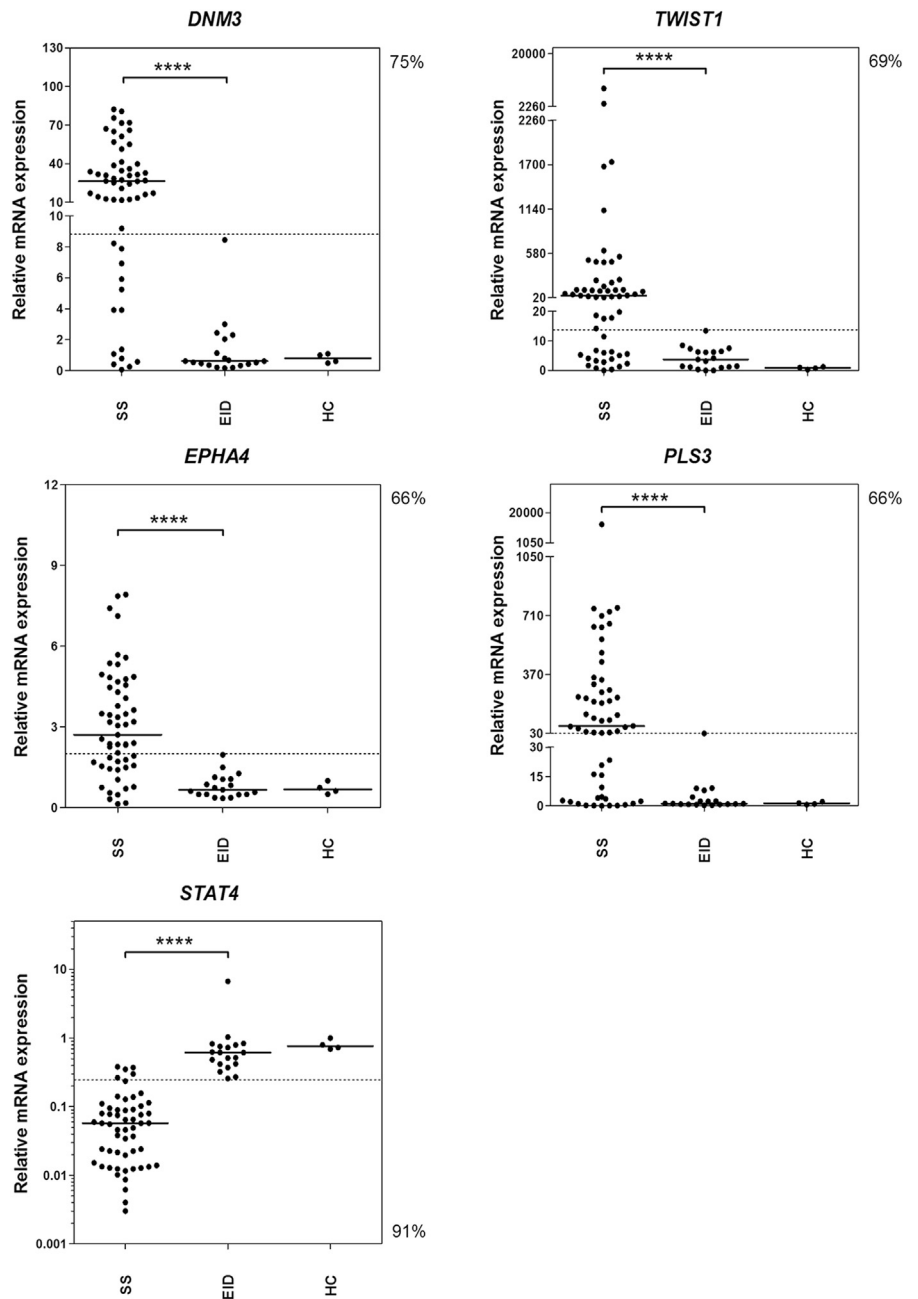 DNM3
75%
****
Relative mRNA expression
130
100
70
40
10
10
8
6
4
2
0
SS
EID
HC
TWIST1
69%
****
Relative mRNA expression
20000
2260
2260
1700
1140
580
20
20
10
0
SS
EID
HC
EPHA4
66%
****
Relative mRNA expression
12
9
6
3
0
SS
EID
HC
PLS3
66%
****
Relative mRNA expression
20000
1050
1050
710
370
30
30
15
0
SS
EID
HC
STAT4
****
Relative mRNA expression
10
1
0.1
0.01
0.001
91%
SS
EID
HC